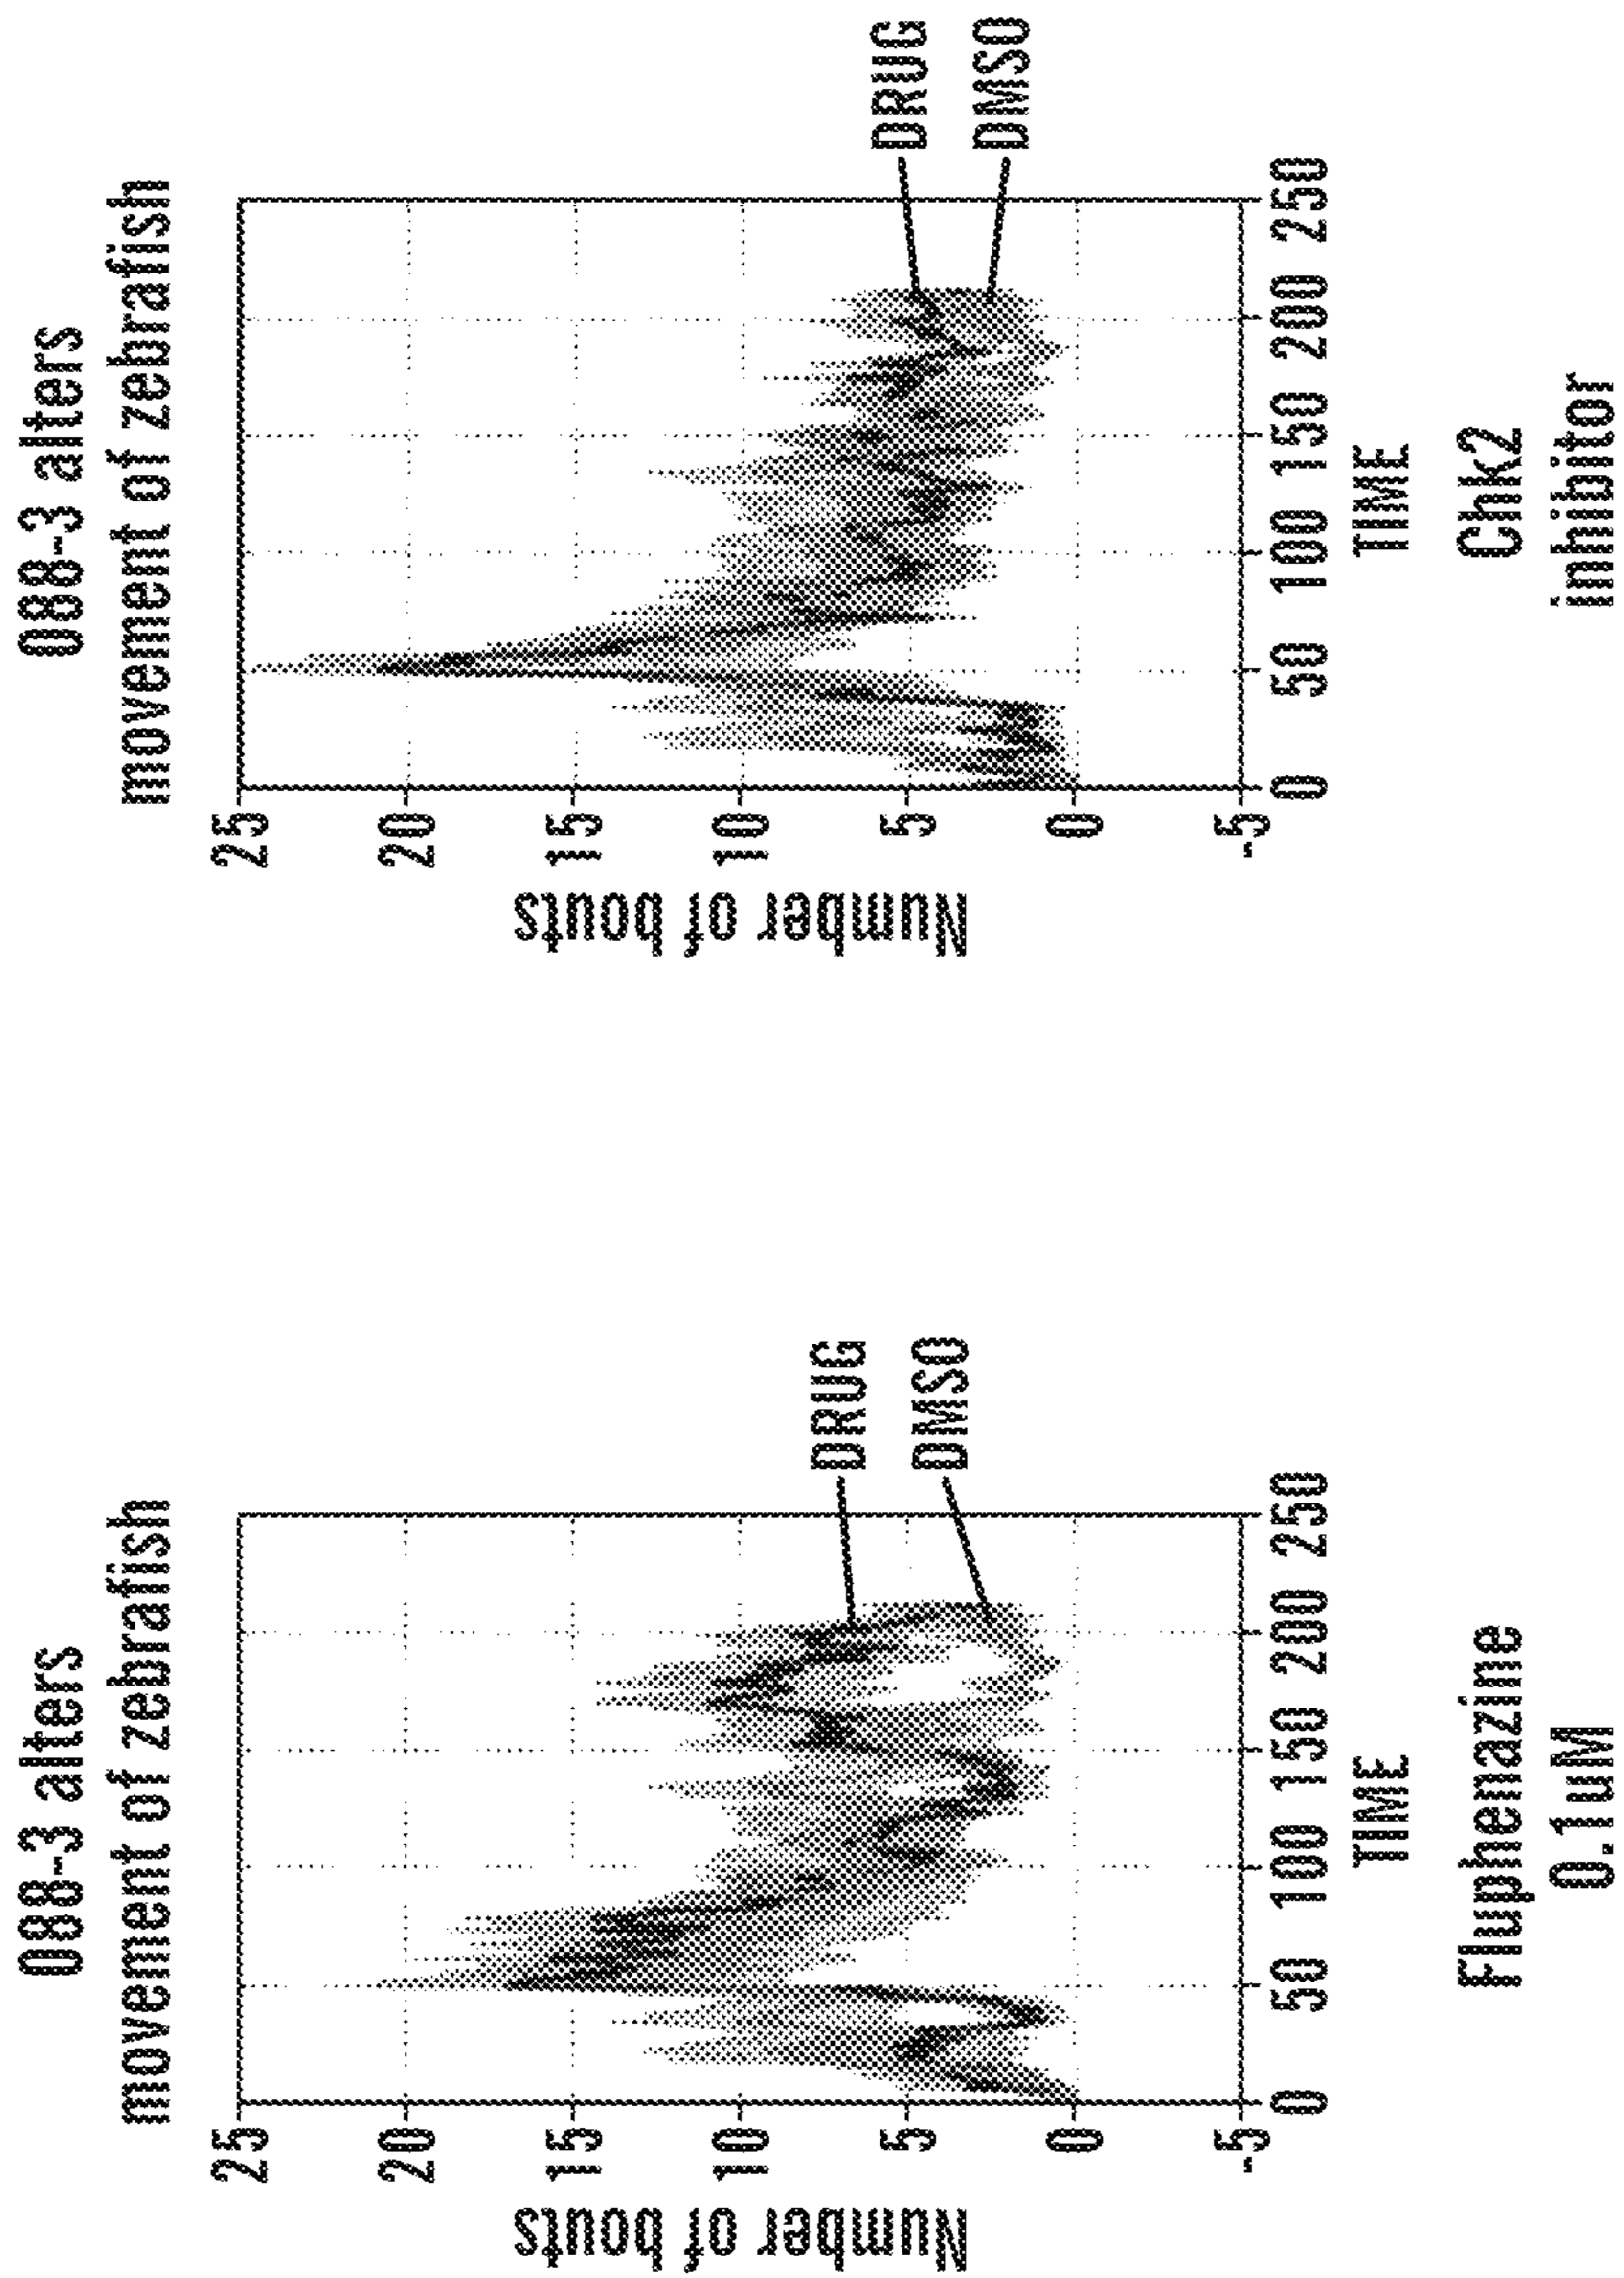 088-3 alters
movement of zebrafish
Number of bouts
25
20
15
10
5
0
-5
0 50 100 150 200 250
TIME
DRUG
DMSO
Fluphenazine
0.1uM
088-3 alters
movement of zebrafish
Number of bouts
25
20
15
10
5
0
-5
0 50 100 150 200 250
TIME
DRUG
DMSO
Chk2
inhibitor